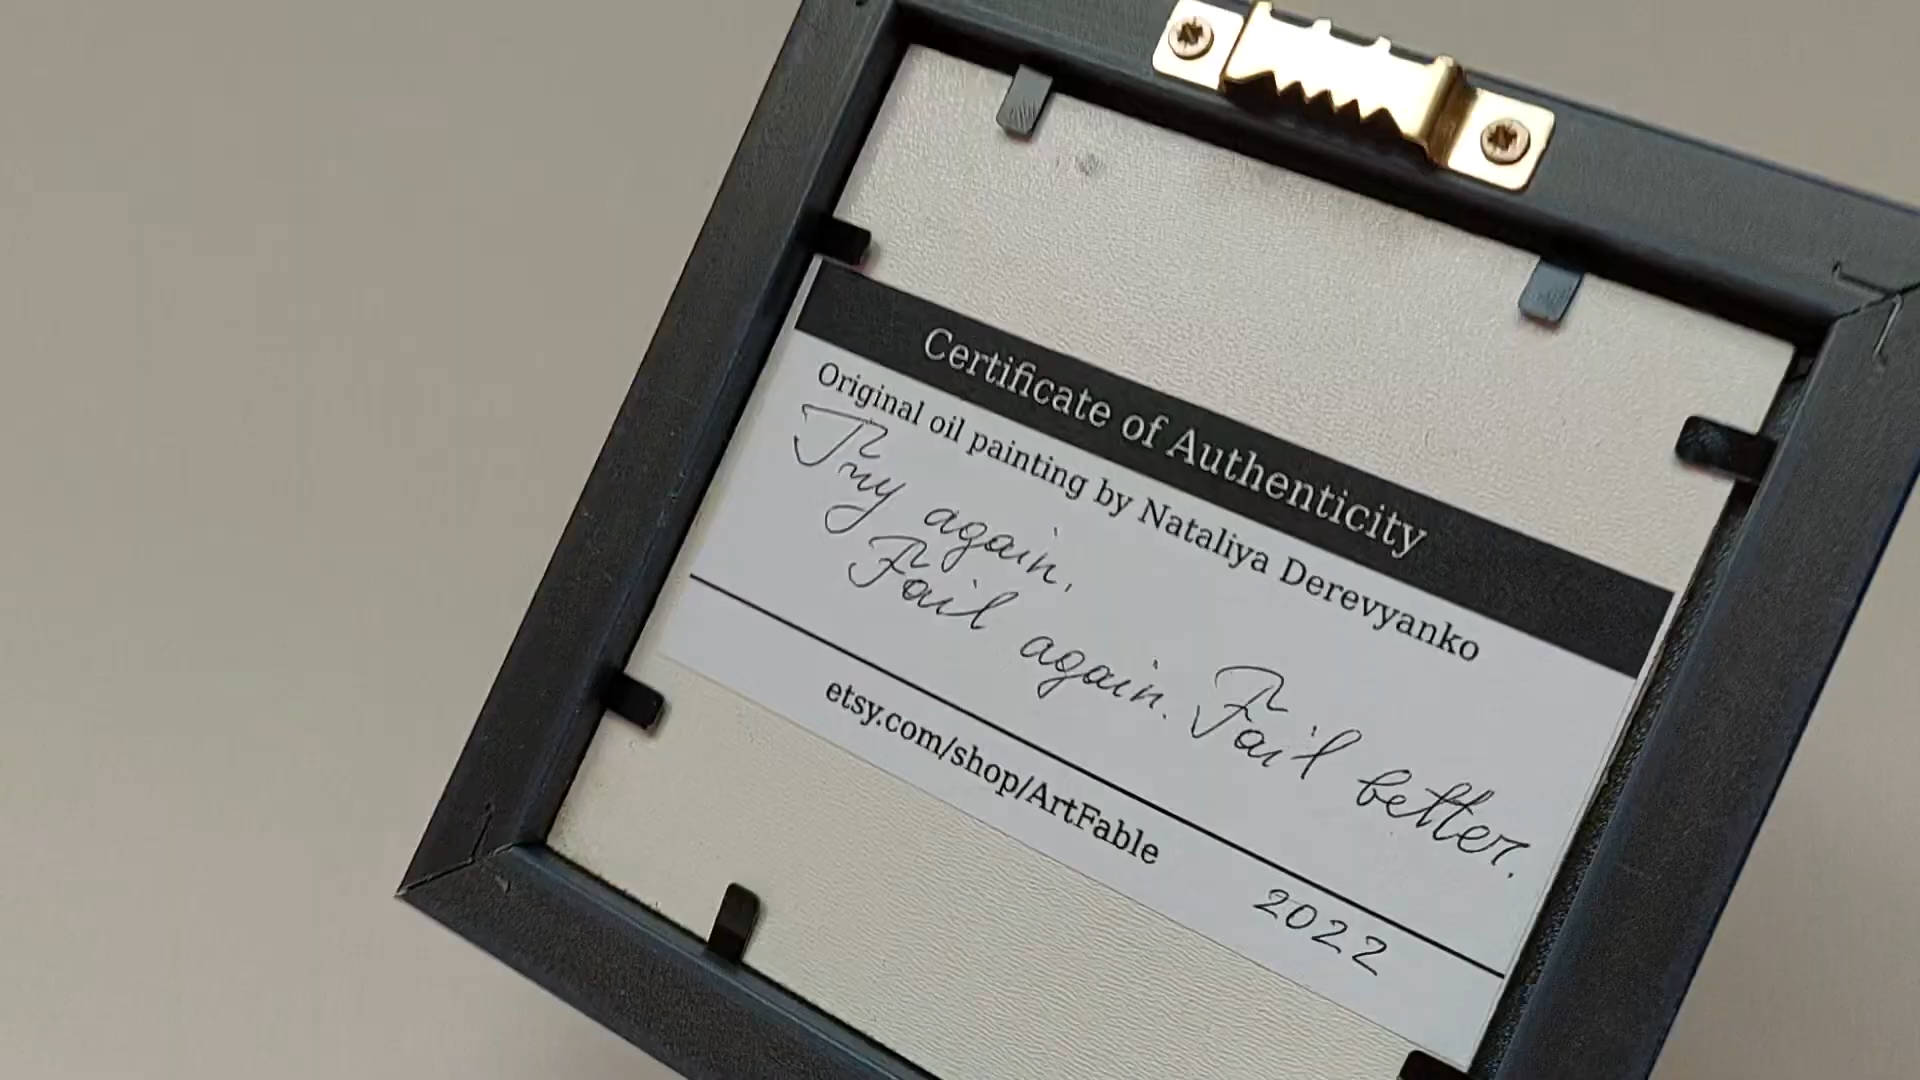 Certificate of Authenticity
Original oil painting by Nataliya Derevyanko
Try again,
Fail again. Fail better.
etsy.com/shop/ArtFable
2022